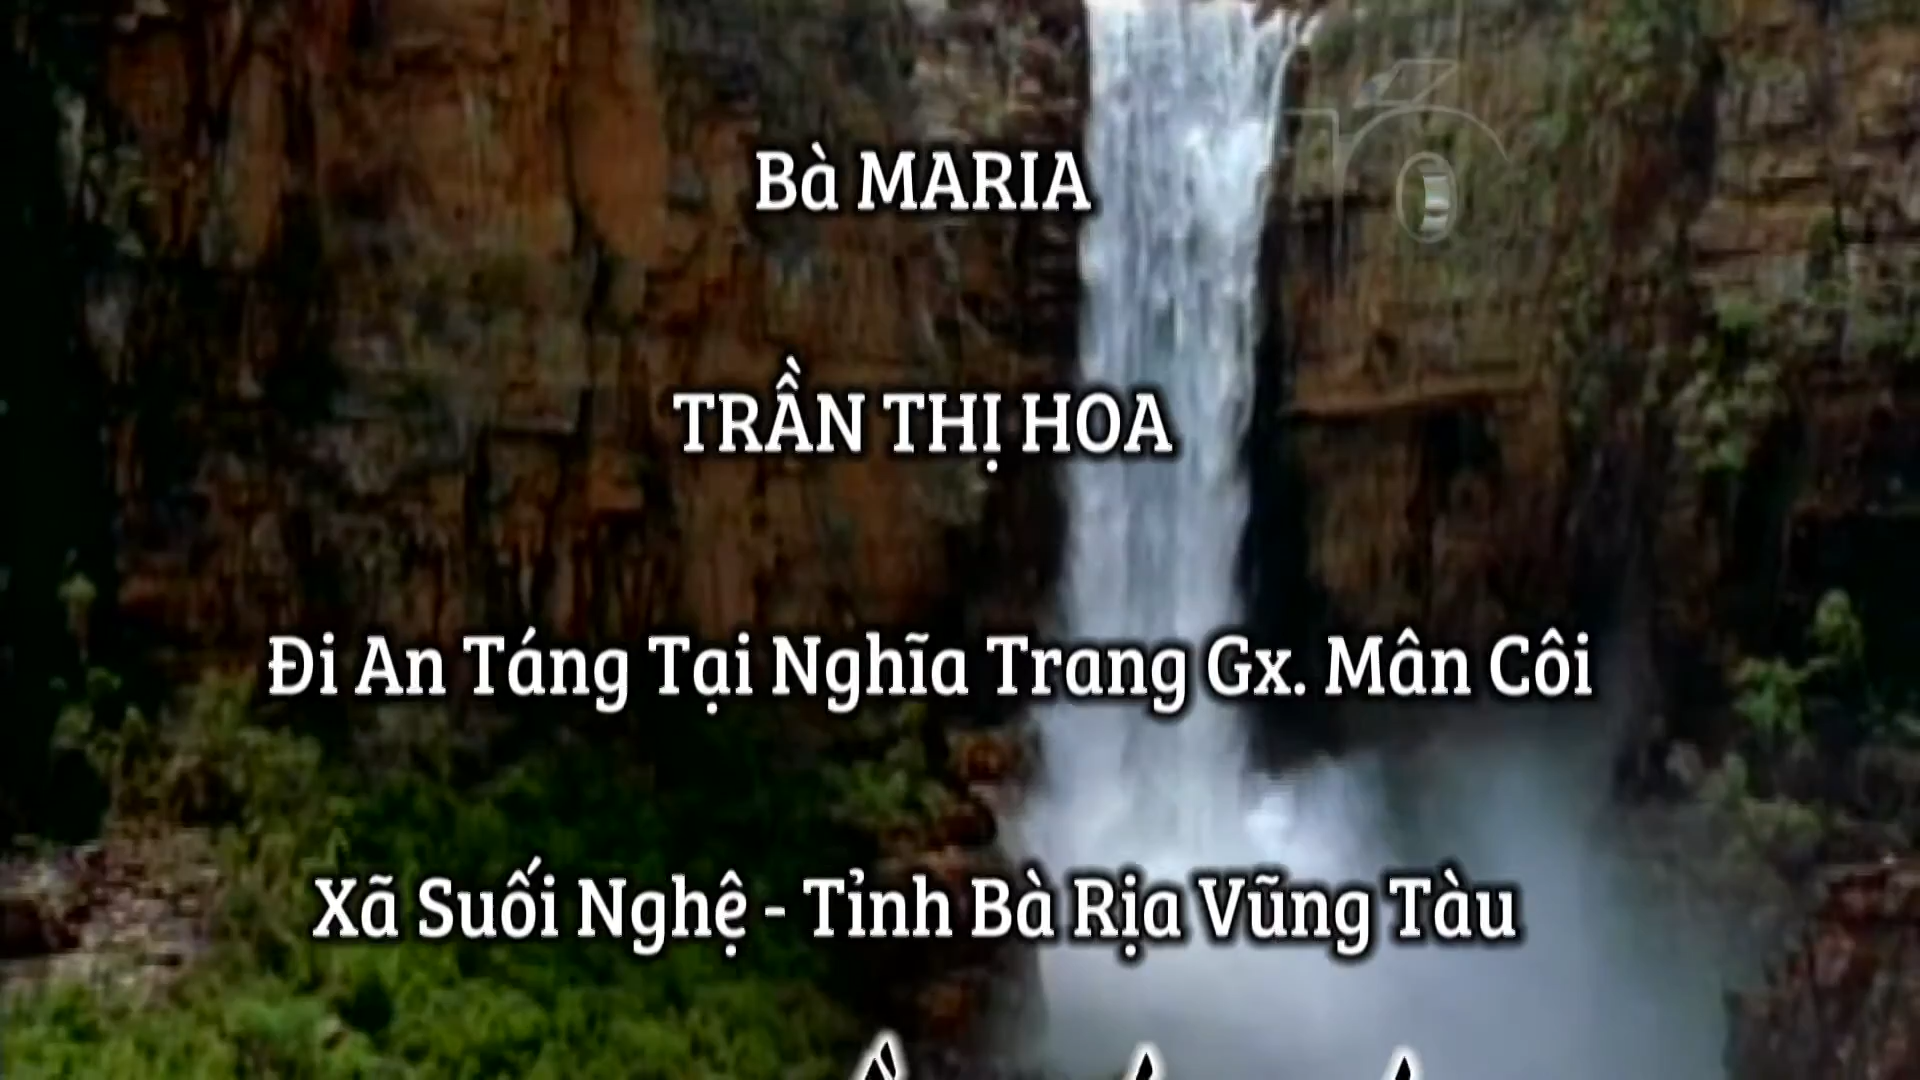 Bà MARIA
TRẦN THỊ HOA
Đi An Táng Tại Nghĩa Trang Gx. Mân Côi
Xã Suối Nghệ - Tỉnh Bà Rịa Vũng Tàu